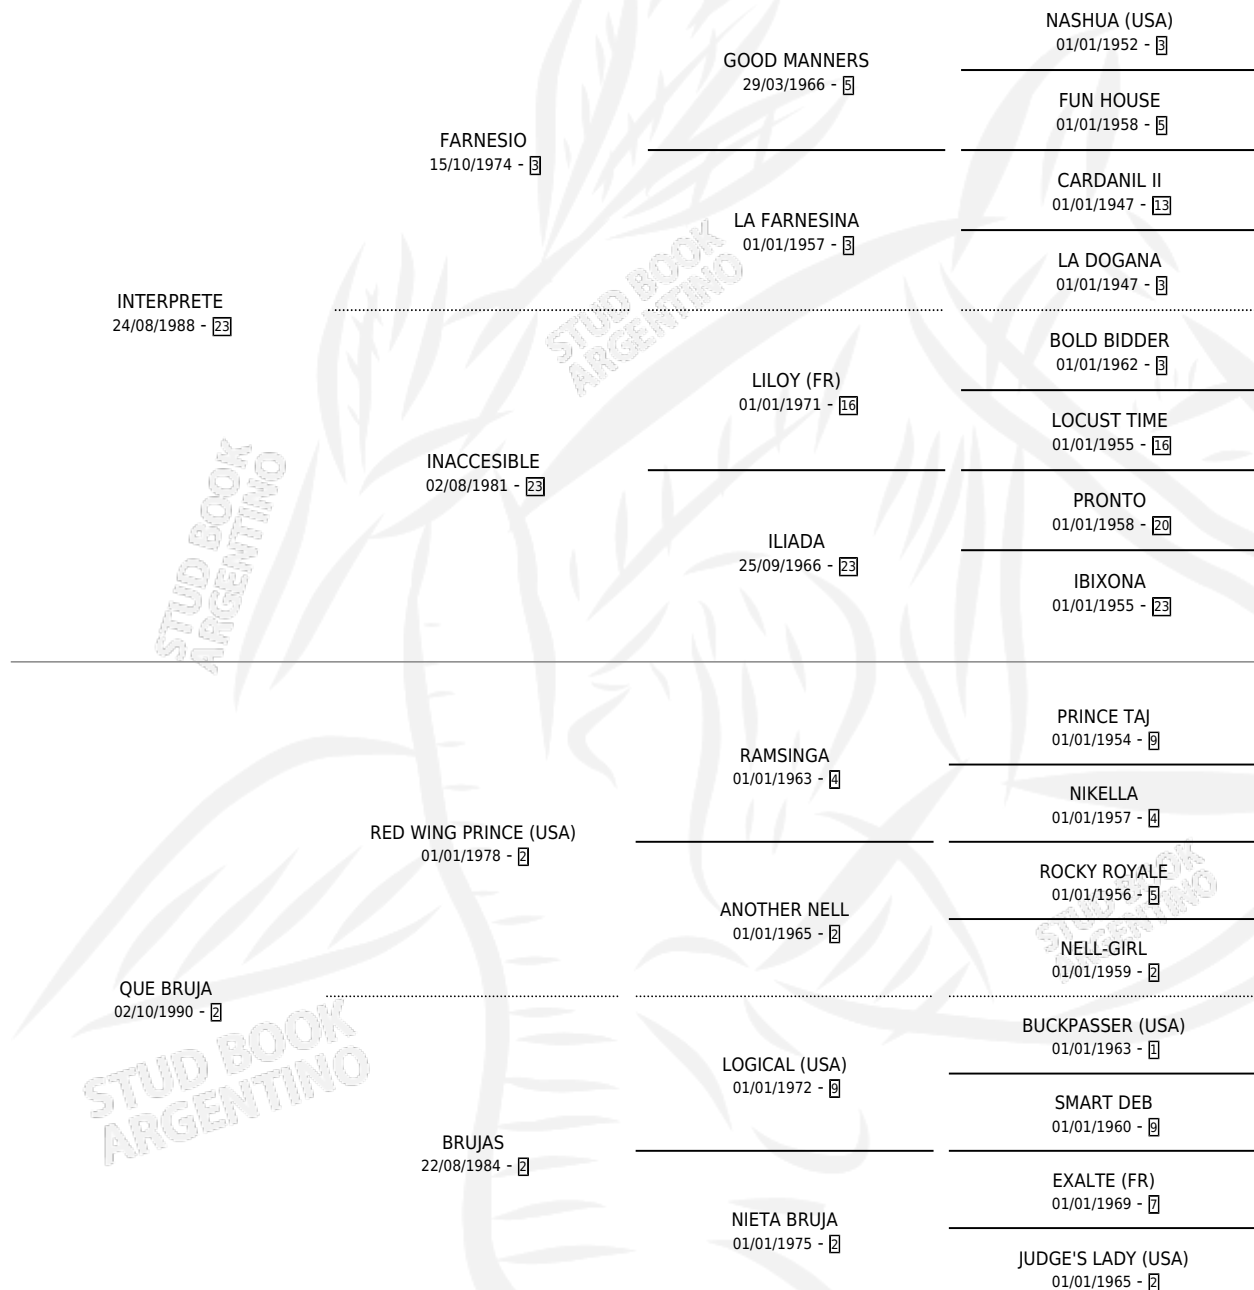 NASHUA (USA)
01/01/1952 - 3
GOOD MANNERS
29/03/1966 - 5
FUN HOUSE
01/01/1958 - 5
FARNESIO
15/10/1974 - 3
CARDANIL II
01/01/1947 - 13
LA FARNESINA
01/01/1957 - 3
LA DOGANA
01/01/1947 - 3
INTERPRETE
24/08/1988 - 23
BOLD BIDDER
01/01/1962 - 3
LILOY (FR)
01/01/1971 - 16
LOCUST TIME
01/01/1955 - 16
INACCESIBLE
02/08/1981 - 23
PRONTO
01/01/1958 - 20
ILIADA
25/09/1966 - 23
IBIXONA
01/01/1955 - 23
PRINCE TAJ
01/01/1954 - 9
RAMSINGA
01/01/1963 - 4
NIKELLA
01/01/1957 - 4
RED WING PRINCE (USA)
01/01/1978 - 2
ROCKY ROYALE
01/01/1956 - 5
ANOTHER NELL
01/01/1965 - 2
NELL-GIRL
01/01/1959 - 2
QUE BRUJA
02/10/1990 - 2
BUCKPASSER (USA)
01/01/1963 - 1
LOGICAL (USA)
01/01/1972 - 9
SMART DEB
01/01/1960 - 9
BRUJAS
22/08/1984 - 2
EXALTE (FR)
01/01/1969 - 7
NIETA BRUJA
01/01/1975 - 2
JUDGE'S LADY (USA)
01/01/1965 - 2
STUD BOOK
ARGENTINO
STUD BOOK
ARGENTINO
STUD BOOK
ARGENTINO
STUD BOOK
ARGENTINO